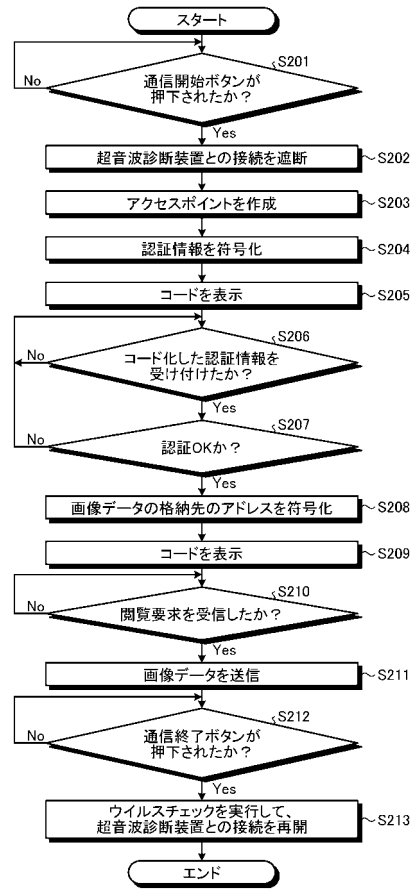 スタート
通信開始ボタンが
押下されたか？
S201
No
Yes
超音波診断装置との接続を遮断
S202
アクセスポイントを作成
S203
認証情報を符号化
S204
コードを表示
S205
コード化した認証情報を
受け付けたか？
S206
No
Yes
認証OKか？
S207
No
Yes
画像データの格納先のアドレスを符号化
S208
コードを表示
S209
閲覧要求を受信したか？
S210
No
Yes
画像データを送信
S211
通信終了ボタンが
押下されたか？
S212
No
Yes
ウイルスチェックを実行して、
超音波診断装置との接続を再開
S213
エンド